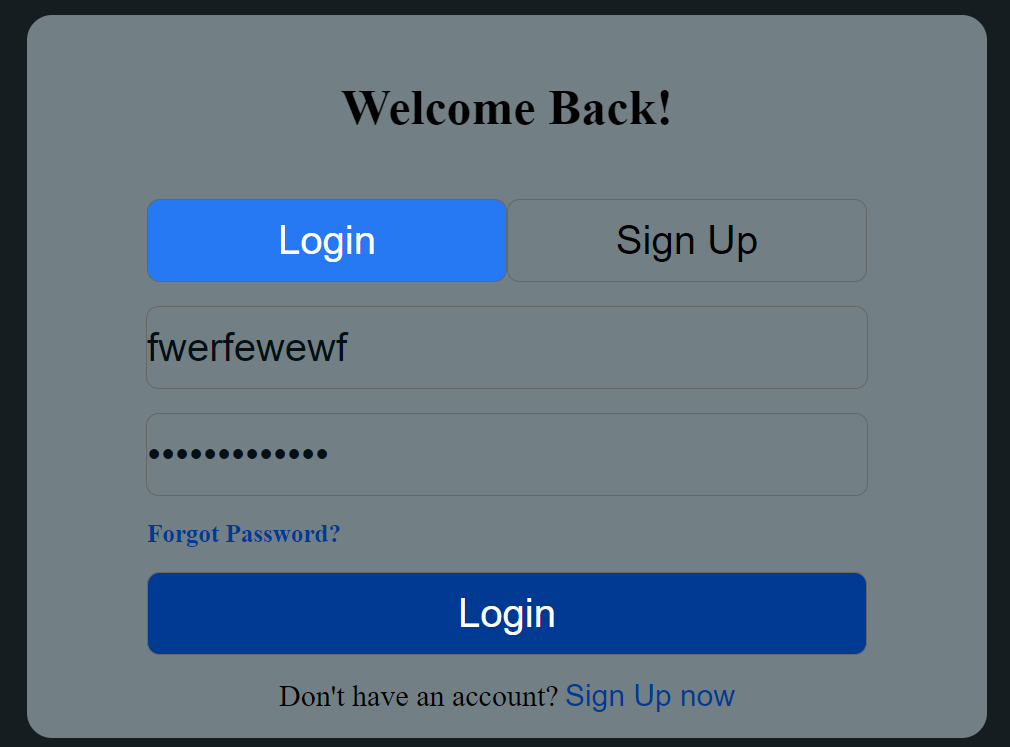 Welcome Back!
Login Sign Up
fwerfewewf
•••••••••••••
Forgot Password?
Login
Don't have an account? Sign Up now